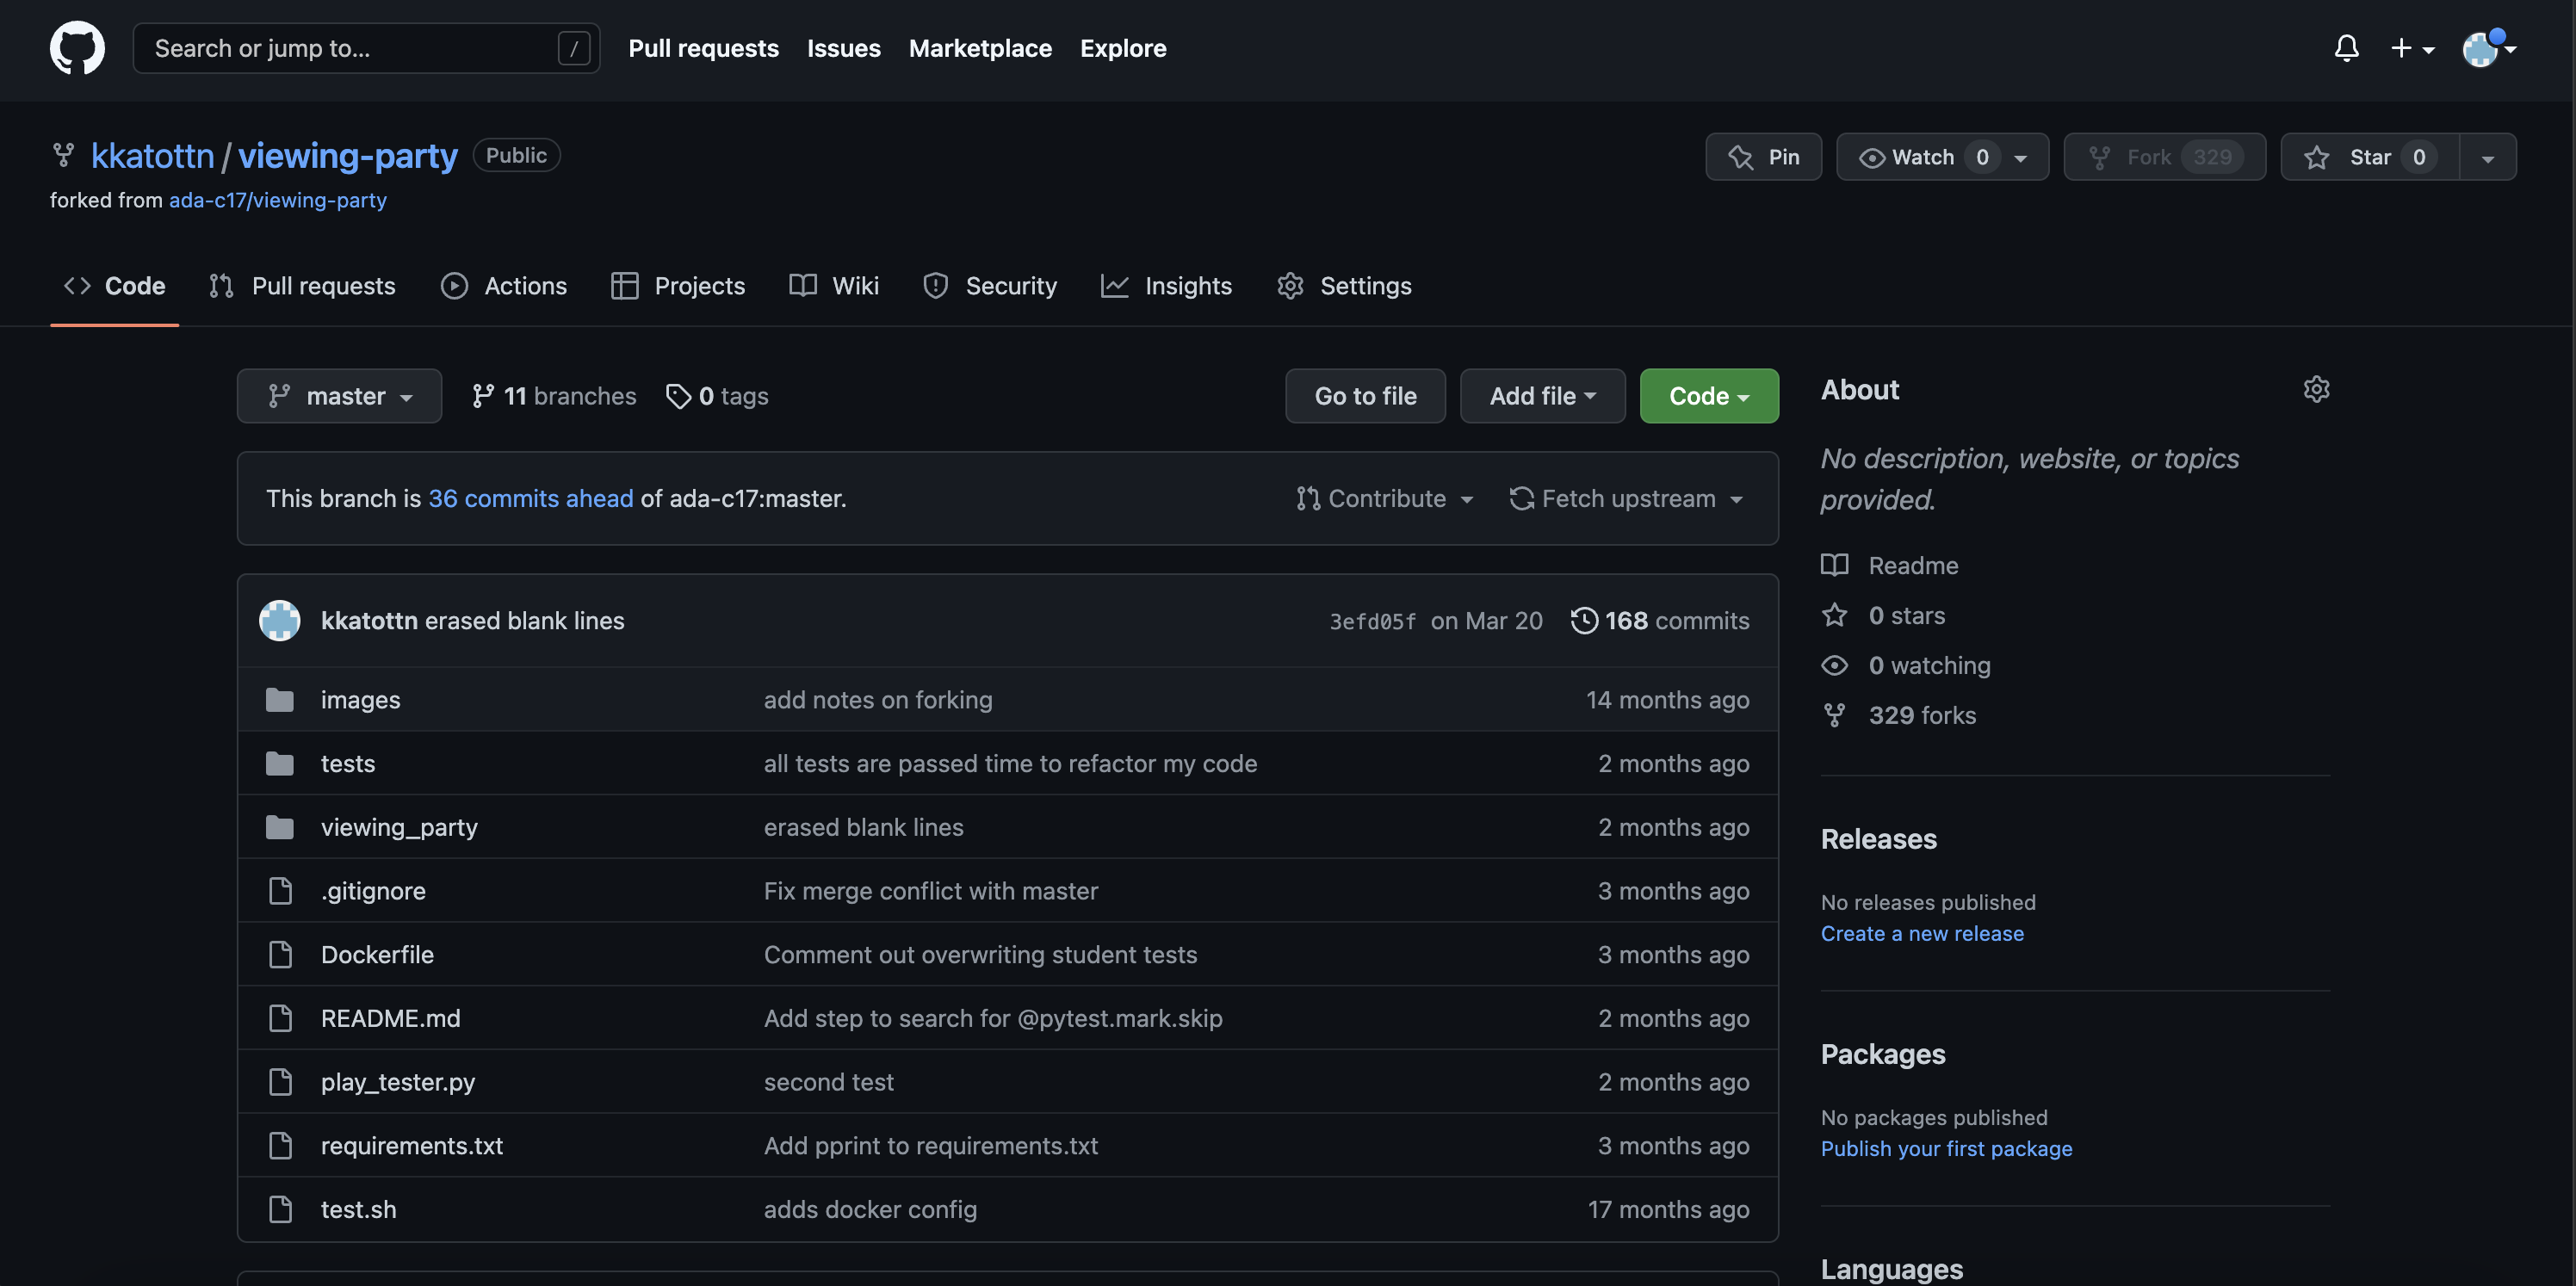 Search or jump to... /
Pull requests Issues Marketplace Explore
kkatottn / viewing-party Public
forked from ada-c17/viewing-party
Pin Watch 0 Fork 329 Star 0
Code Pull requests Actions Projects Wiki Security Insights Settings
master 11 branches 0 tags
Go to file Add file Code
This branch is 36 commits ahead of ada-c17:master.
Contribute Fetch upstream
kkatottn erased blank lines 3efd05f on Mar 20 168 commits
images add notes on forking 14 months ago
tests all tests are passed time to refactor my code 2 months ago
viewing_party erased blank lines 2 months ago
.gitignore Fix merge conflict with master 3 months ago
Dockerfile Comment out overwriting student tests 3 months ago
README.md Add step to search for @pytest.mark.skip 2 months ago
play_tester.py second test 2 months ago
requirements.txt Add pprint to requirements.txt 3 months ago
test.sh adds docker config 17 months ago
About
No description, website, or topics
provided.
Readme
0 stars
0 watching
329 forks
Releases
No releases published
Create a new release
Packages
No packages published
Publish your first package
Languages